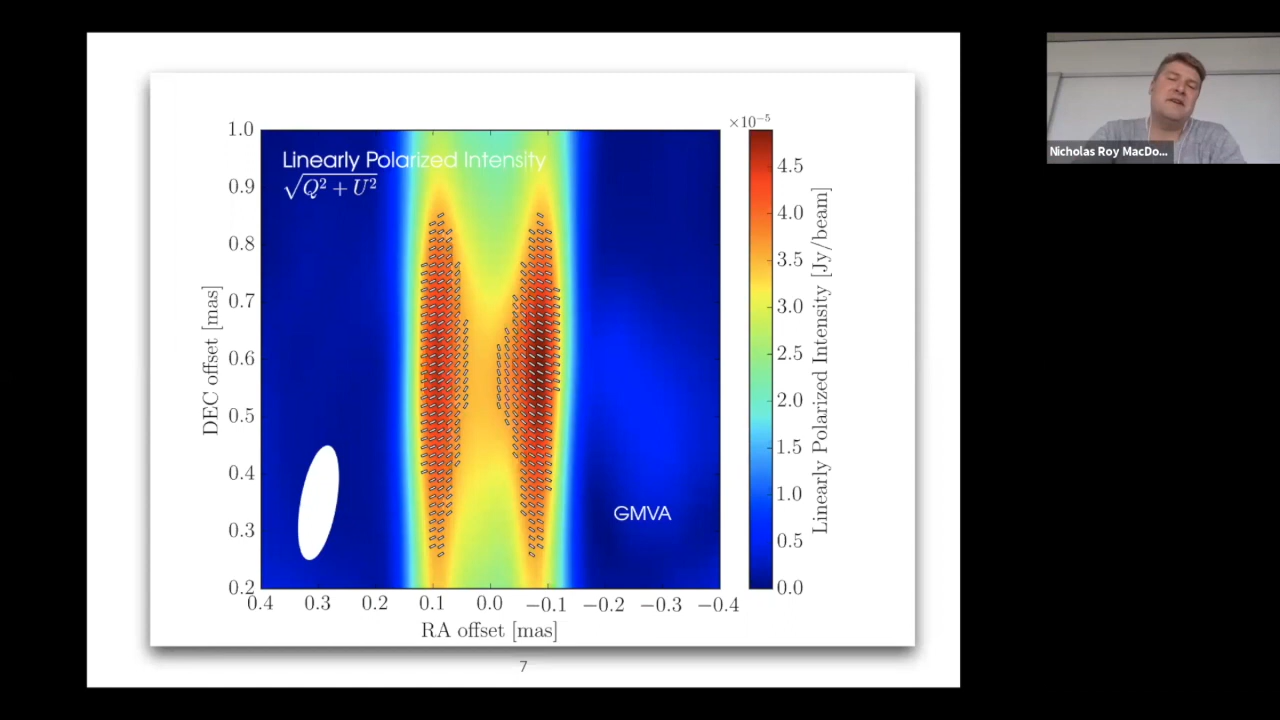 ×10⁻⁵
Linearly Polarized Intensity
√Q² + U²
1.0
0.9
0.8
0.7
0.6
0.5
0.4
0.3
0.2
DEC offset [mas]
0.4 0.3 0.2 0.1 0.0 −0.1 −0.2 −0.3 −0.4
RA offset [mas]
GMVA
4.5
4.0
3.5
3.0
2.5
2.0
1.5
1.0
0.5
0.0
Linearly Polarized Intensity [Jy/beam]
7
Nicholas Roy MacDo...